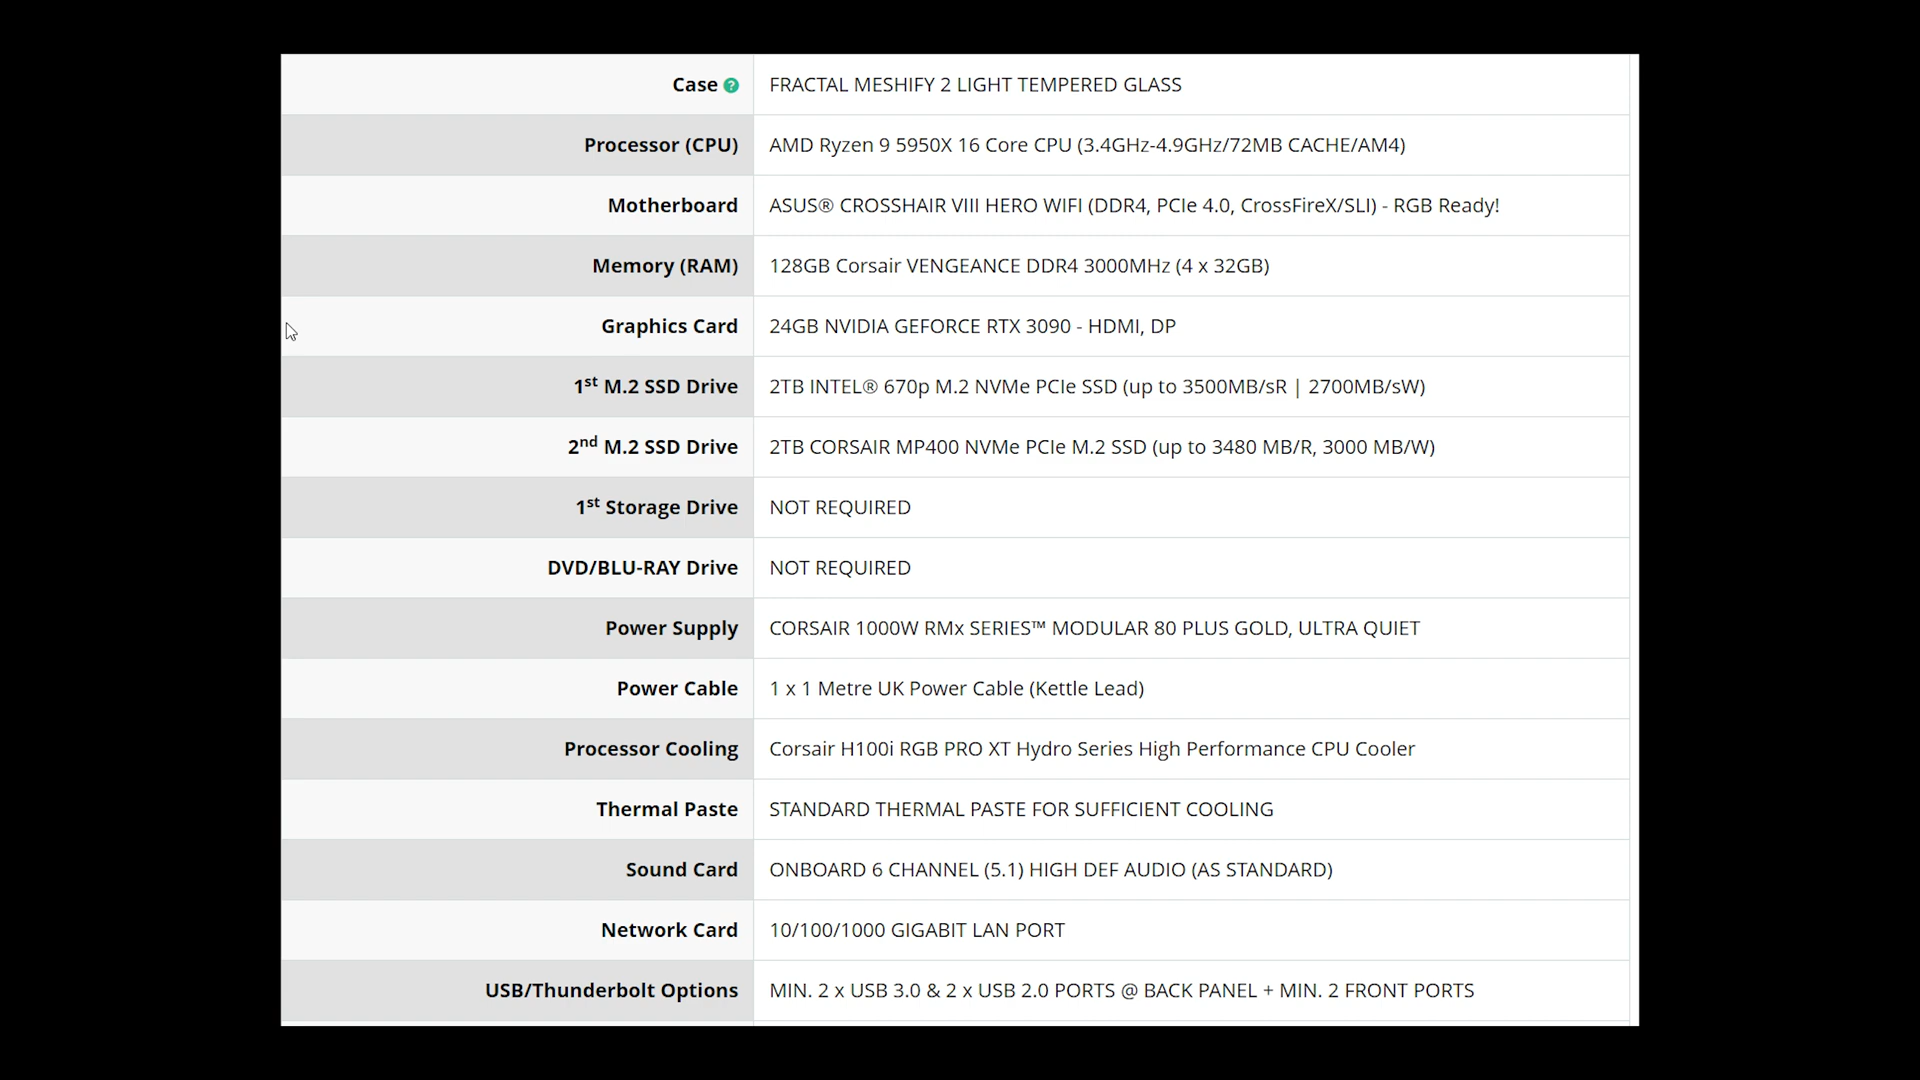 Case ?
FRACTAL MESHIFY 2 LIGHT TEMPERED GLASS
Processor (CPU)
AMD Ryzen 9 5950X 16 Core CPU (3.4GHz-4.9GHz/72MB CACHE/AM4)
Motherboard
ASUS® CROSSHAIR VIII HERO WIFI (DDR4, PCIe 4.0, CrossFireX/SLI) - RGB Ready!
Memory (RAM)
128GB Corsair VENGEANCE DDR4 3000MHz (4 x 32GB)
Graphics Card
24GB NVIDIA GEFORCE RTX 3090 - HDMI, DP
1st M.2 SSD Drive
2TB INTEL® 670p M.2 NVMe PCIe SSD (up to 3500MB/sR | 2700MB/sW)
2nd M.2 SSD Drive
2TB CORSAIR MP400 NVMe PCIe M.2 SSD (up to 3480 MB/R, 3000 MB/W)
1st Storage Drive
NOT REQUIRED
DVD/BLU-RAY Drive
NOT REQUIRED
Power Supply
CORSAIR 1000W RMx SERIES™ MODULAR 80 PLUS GOLD, ULTRA QUIET
Power Cable
1 x 1 Metre UK Power Cable (Kettle Lead)
Processor Cooling
Corsair H100i RGB PRO XT Hydro Series High Performance CPU Cooler
Thermal Paste
STANDARD THERMAL PASTE FOR SUFFICIENT COOLING
Sound Card
ONBOARD 6 CHANNEL (5.1) HIGH DEF AUDIO (AS STANDARD)
Network Card
10/100/1000 GIGABIT LAN PORT
USB/Thunderbolt Options
MIN. 2 x USB 3.0 & 2 x USB 2.0 PORTS @ BACK PANEL + MIN. 2 FRONT PORTS